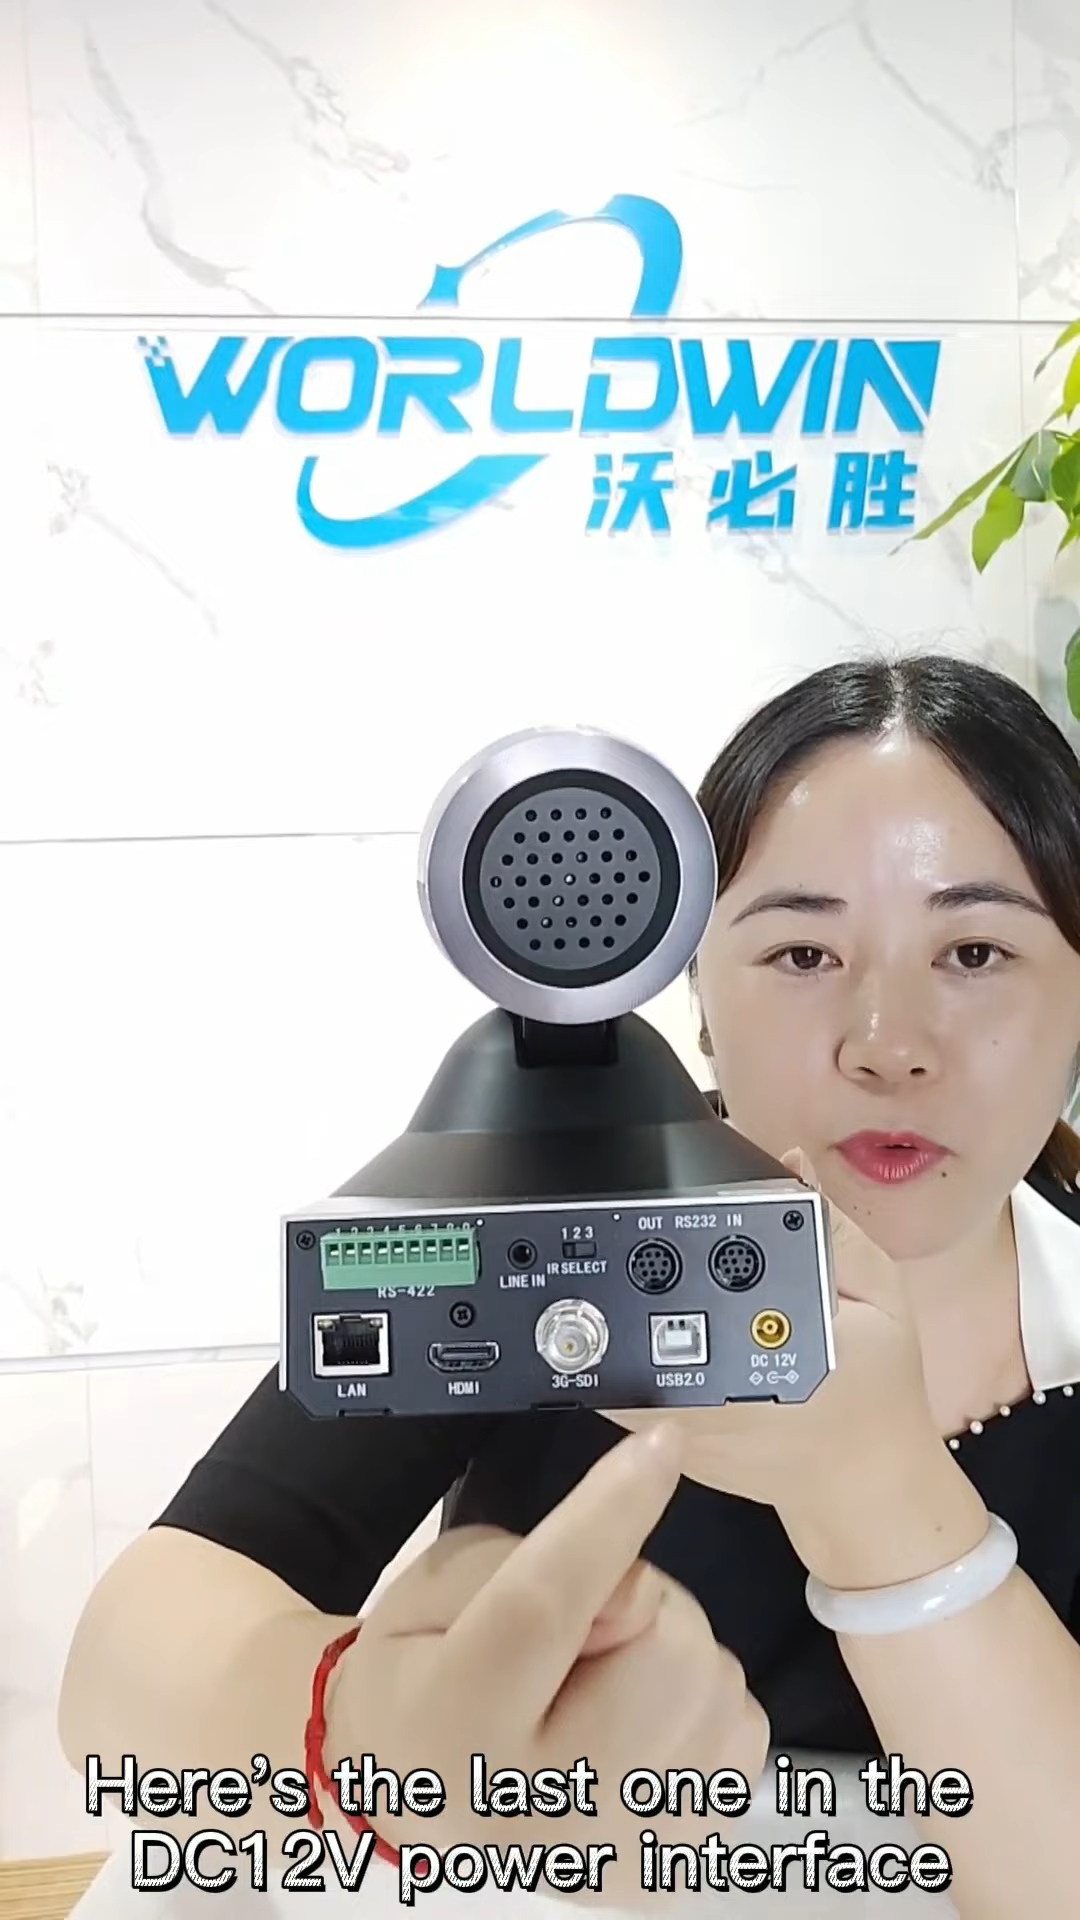 WORLDWIN
沃必胜
1 2 3 4 5 6 7 8 9
RS-422
LINE IN
1 2 3
IR SELECT
OUT RS232 IN
LAN
HDMI
3G-SDI
USB2.0
DC 12V
Here's the last one in the
DC12V power interface